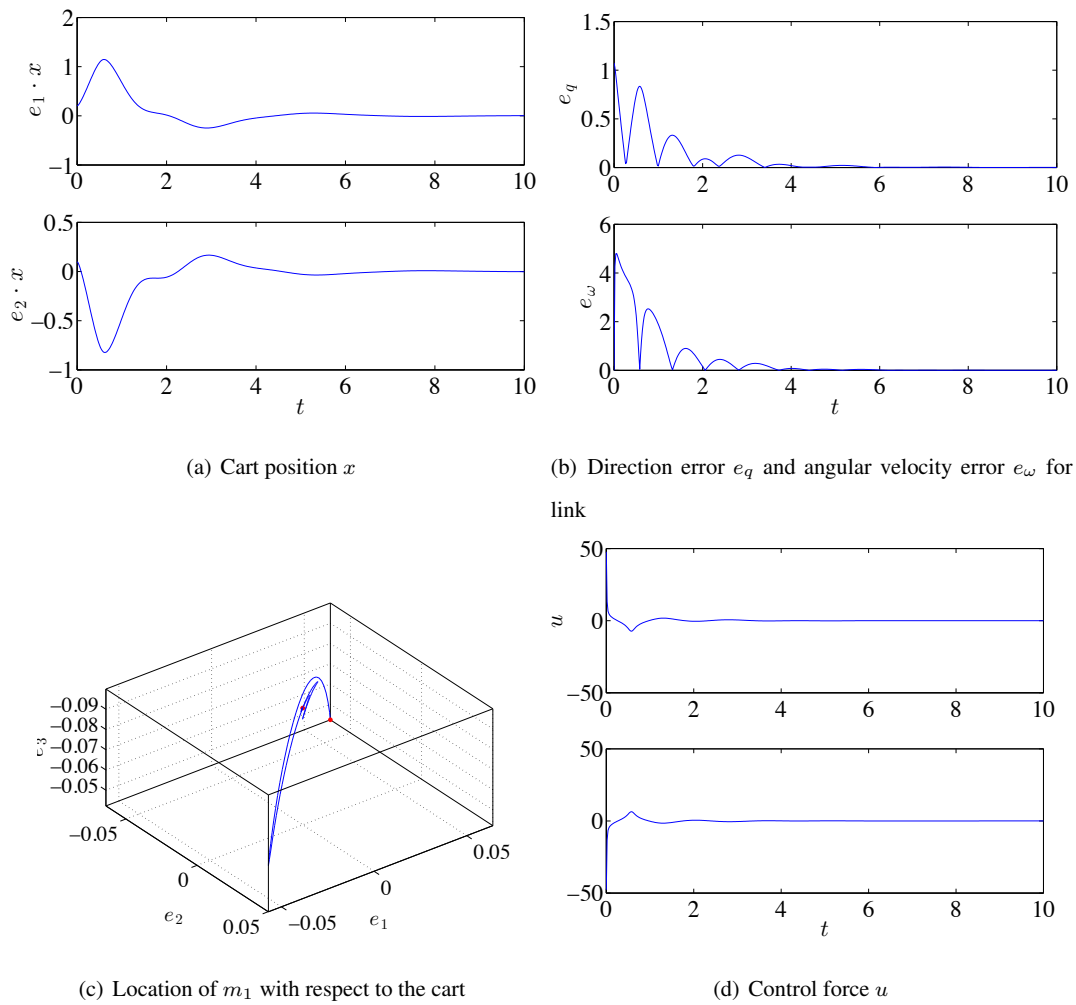 2
1
0
−1
e₁ · x
0 2 4 6 8 10
0.5
0
−0.5
−1
e₂ · x
0 2 4 6 8 10
t
(a) Cart position x
1.5
1
0.5
0
e_q
0 2 4 6 8 10
6
4
2
0
e_ω
0 2 4 6 8 10
t
(b) Direction error e_q and angular velocity error e_ω for
link
−0.09
−0.08
−0.07
−0.06
−0.05
e₃
−0.05
0
0.05
e₂
−0.05
0
0.05
e₁
(c) Location of m₁ with respect to the cart
50
0
−50
u
0 2 4 6 8 10
50
0
−50
0 2 4 6 8 10
t
(d) Control force u